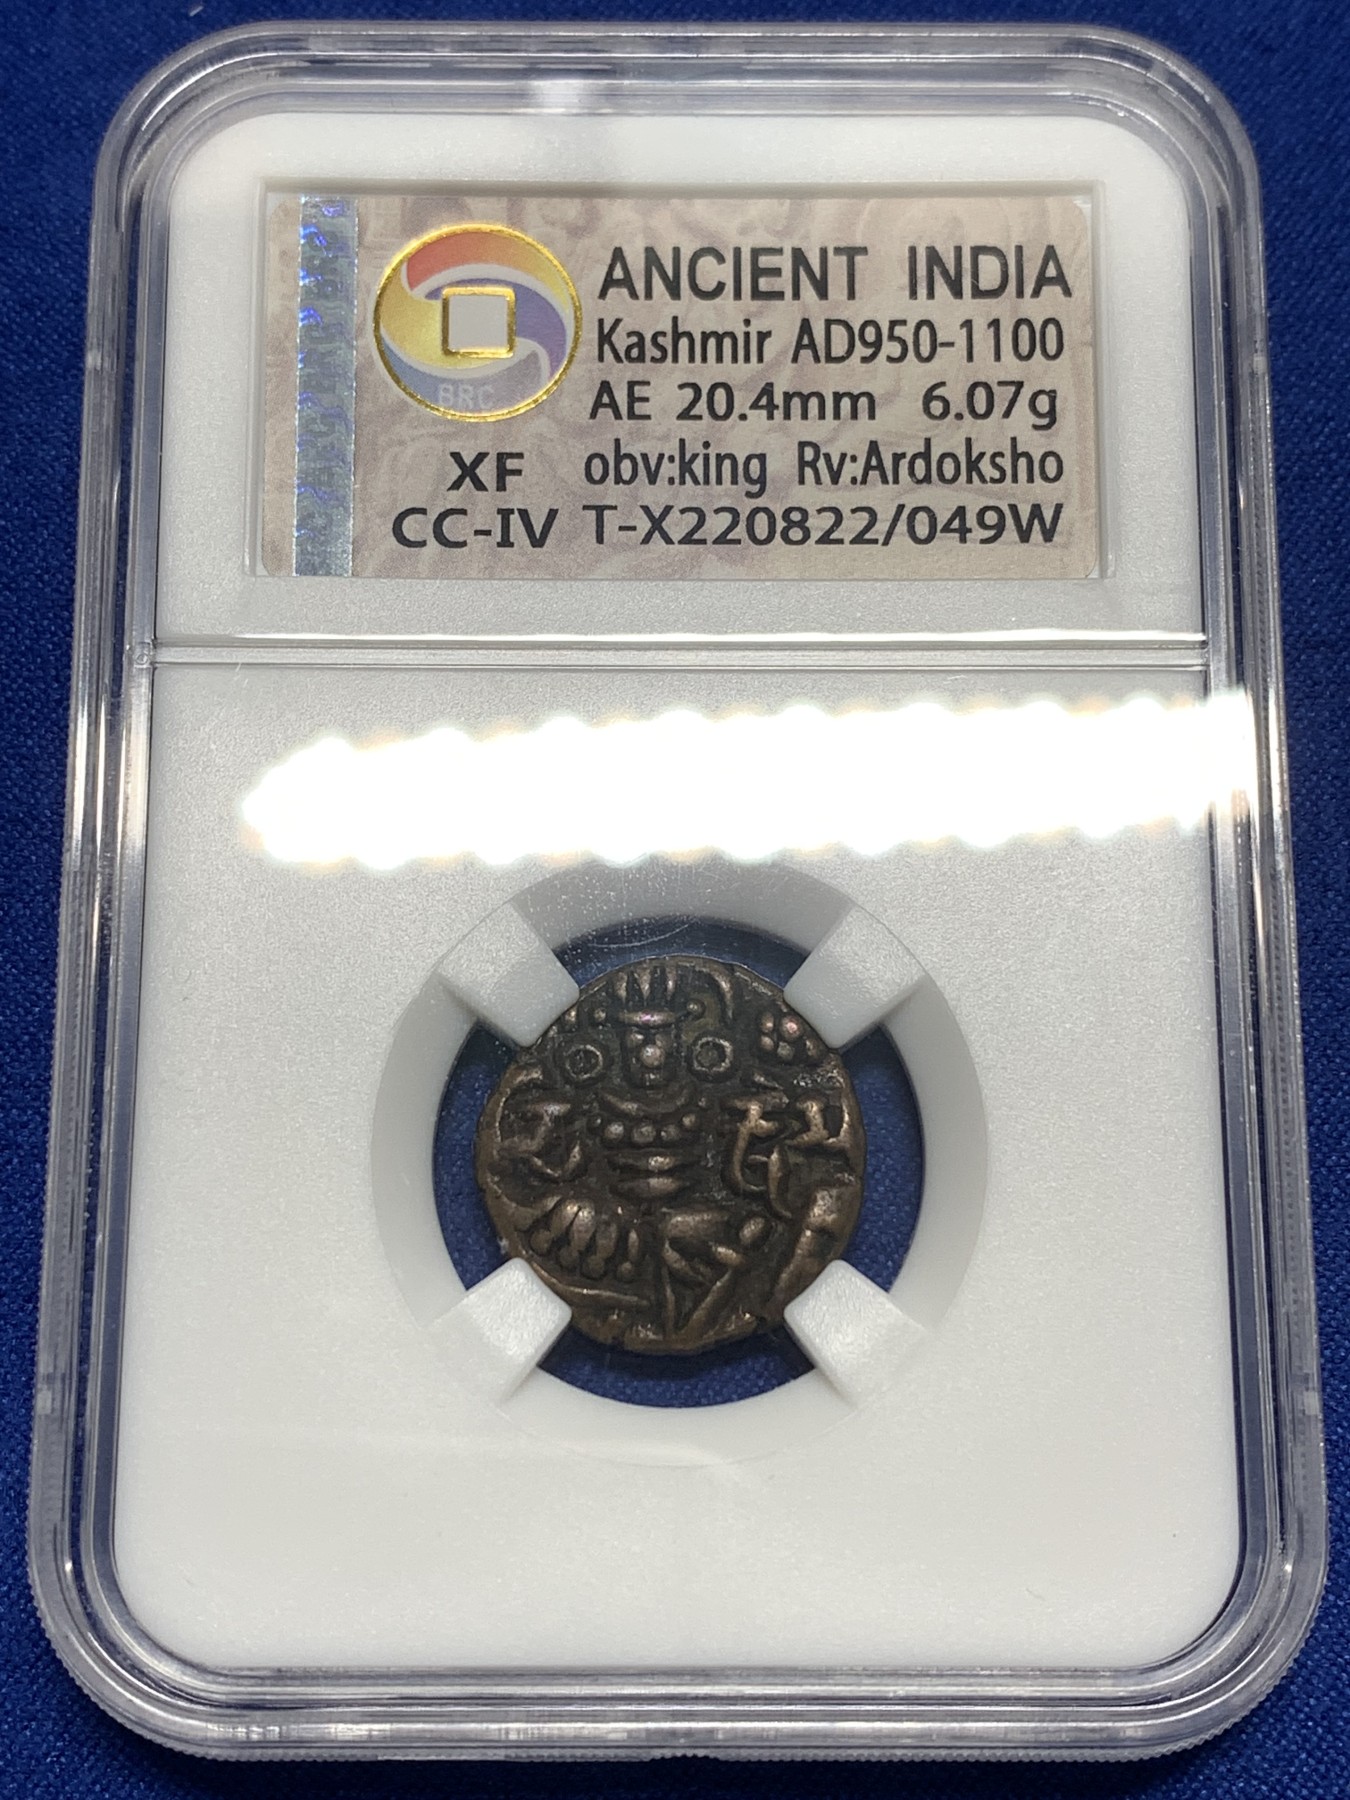 ANCIENT INDIA
Kashmir AD950-1100
BRC
AE 20.4mm 6.07g
XF obv:king Rv:Ardoksho
CC-IV T-X220822/049W